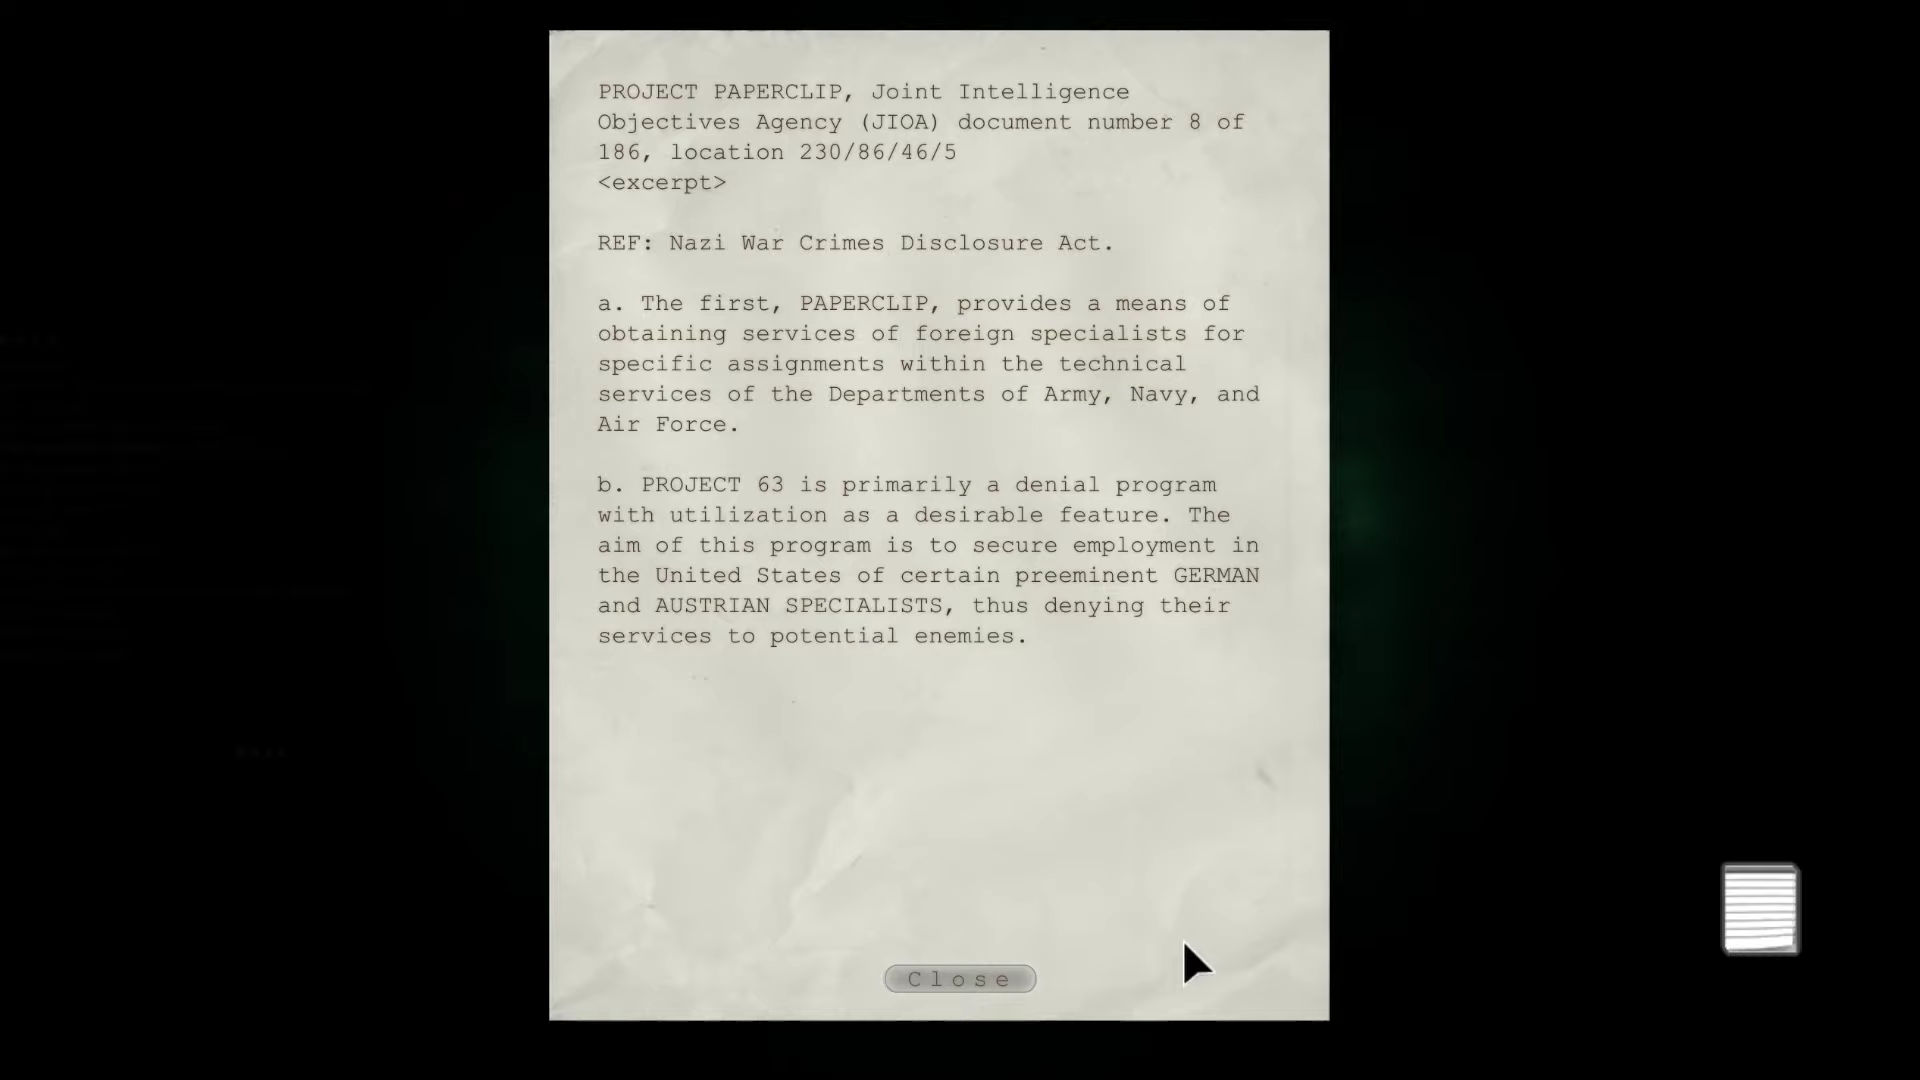 PROJECT PAPERCLIP, Joint Intelligence
Objectives Agency (JIOA) document number 8 of
186, location 230/86/46/5
<excerpt>
REF: Nazi War Crimes Disclosure Act.
a. The first, PAPERCLIP, provides a means of
obtaining services of foreign specialists for
specific assignments within the technical
services of the Departments of Army, Navy, and
Air Force.
b. PROJECT 63 is primarily a denial program
with utilization as a desirable feature. The
aim of this program is to secure employment in
the United States of certain preeminent GERMAN
and AUSTRIAN SPECIALISTS, thus denying their
services to potential enemies.
Close